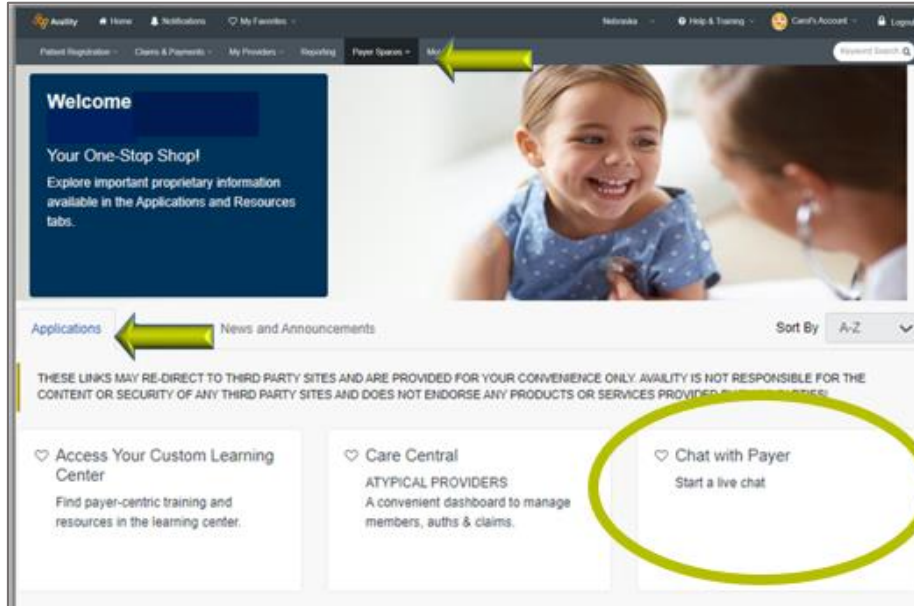 Availity Home Notifications My Favorites Nebraska Help & Training Carol's Account Logout
Patient Registration Claims & Payments My Providers Reporting Payer Spaces Keyword Search
Welcome
Your One-Stop Shop!
Explore important proprietary information
available in the Applications and Resources
tabs.
Applications News and Announcements Sort By A-Z
THESE LINKS MAY RE-DIRECT TO THIRD PARTY SITES AND ARE PROVIDED FOR YOUR CONVENIENCE ONLY. AVAILITY IS NOT RESPONSIBLE FOR THE
CONTENT OR SECURITY OF ANY THIRD PARTY SITES AND DOES NOT ENDORSE ANY PRODUCTS OR SERVICES PROVIDED
Access Your Custom Learning
Center
Find payer-centric training and
resources in the learning center.
Care Central
ATYPICAL PROVIDERS
A convenient dashboard to manage
members, auths & claims.
Chat with Payer
Start a live chat